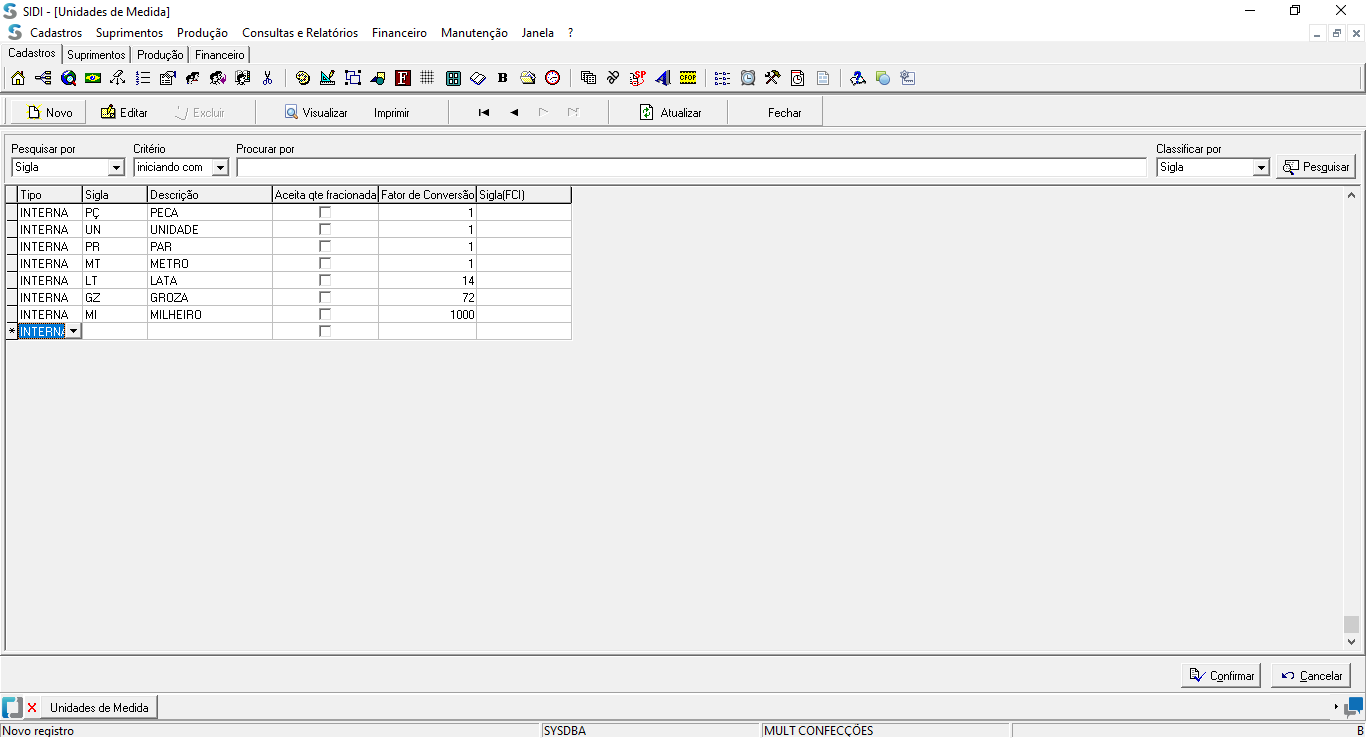 SIDI - [Unidades de Medida]
Cadastros Suprimentos Produção Consultas e Relatórios Financeiro Manutenção Janela ?
Cadastros Suprimentos Produção Financeiro
F B SP CFOP
Novo Editar Excluir Visualizar Imprimir Atualizar Fechar
Pesquisar por Critério Procurar por Classificar por
Sigla iniciando com Sigla Pesquisar
Tipo Sigla Descrição Aceita qte fracionada Fator de Conversão Sigla(FCI)
INTERNA PÇ PECA 1
INTERNA UN UNIDADE 1
INTERNA PR PAR 1
INTERNA MT METRO 1
INTERNA LT LATA 14
INTERNA GZ GROZA 72
INTERNA MI MILHEIRO 1000
* INTERNA
Confirmar Cancelar
Unidades de Medida
Novo registro SYSDBA MULT CONFECÇÕES B